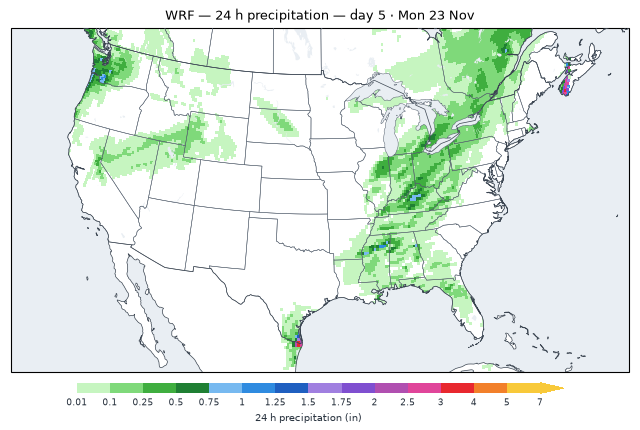 WRF — 24 h precipitation — day 5 · Mon 23 Nov
0.01 0.1 0.25 0.5 0.75 1 1.25 1.5 1.75 2 2.5 3 4 5 7
24 h precipitation (in)